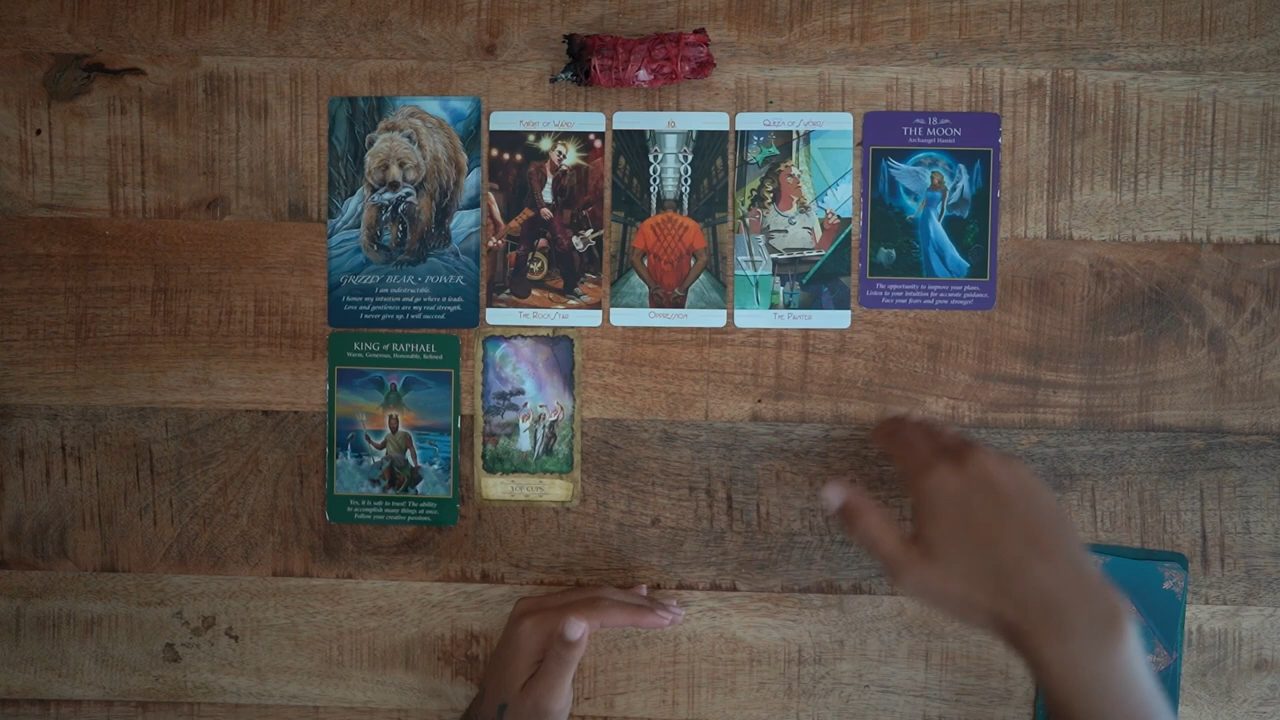 GRIZZLY BEAR • POWER
I am indestructible.
I honor my intuition and go where it leads.
Love and gentleness are my real strength.
I never give up. I will succeed.
KNIGHT OF WANDS
THE ROCK STAR
10
OPPRESSION
QUEEN OF SWORDS
THE PAINTER
18
THE MOON
Archangel Haniel
The opportunity to improve your plans.
Listen to your intuition for accurate guidance.
Face your fears and grow stronger!
KING of RAPHAEL
Warm, Generous, Honorable, Refined
Yes, it is safe to trust! The ability
to accomplish many things at once.
Follow your creative passions.
3 OF CUPS